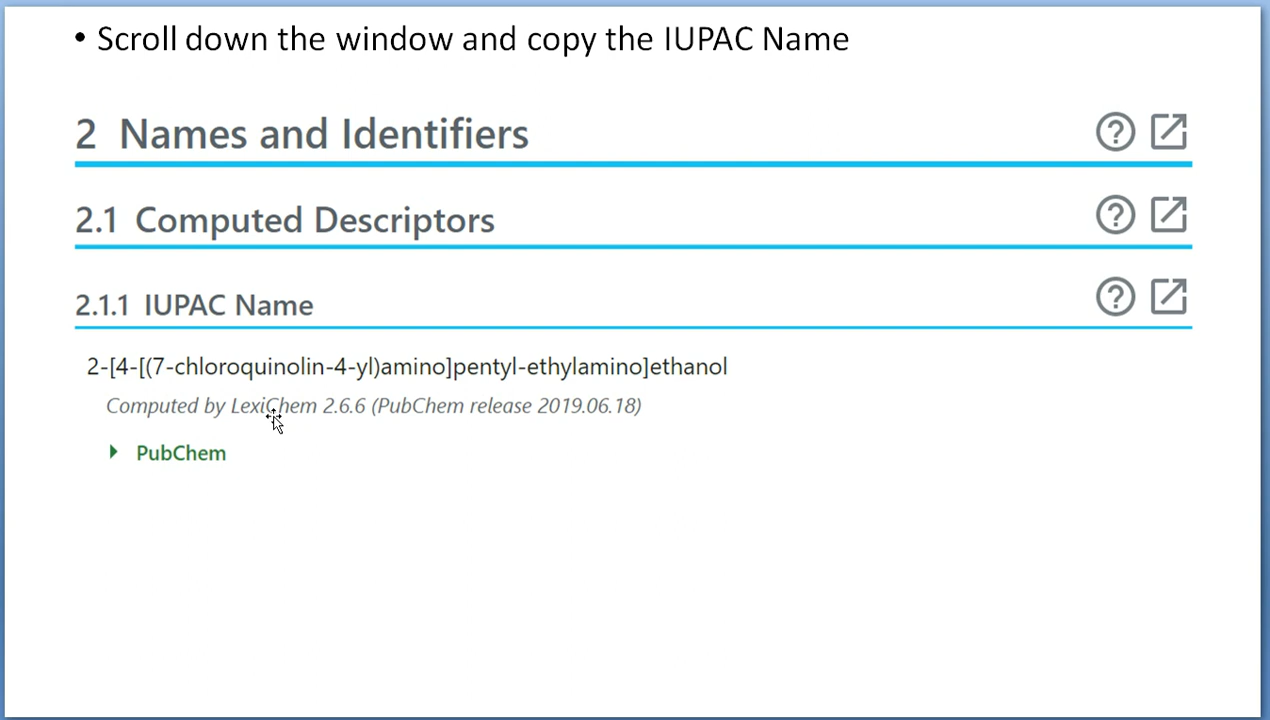 • Scroll down the window and copy the IUPAC Name
2 Names and Identifiers
2.1 Computed Descriptors
2.1.1 IUPAC Name
2-[4-[(7-chloroquinolin-4-yl)amino]pentyl-ethylamino]ethanol
Computed by LexiChem 2.6.6 (PubChem release 2019.06.18)
PubChem